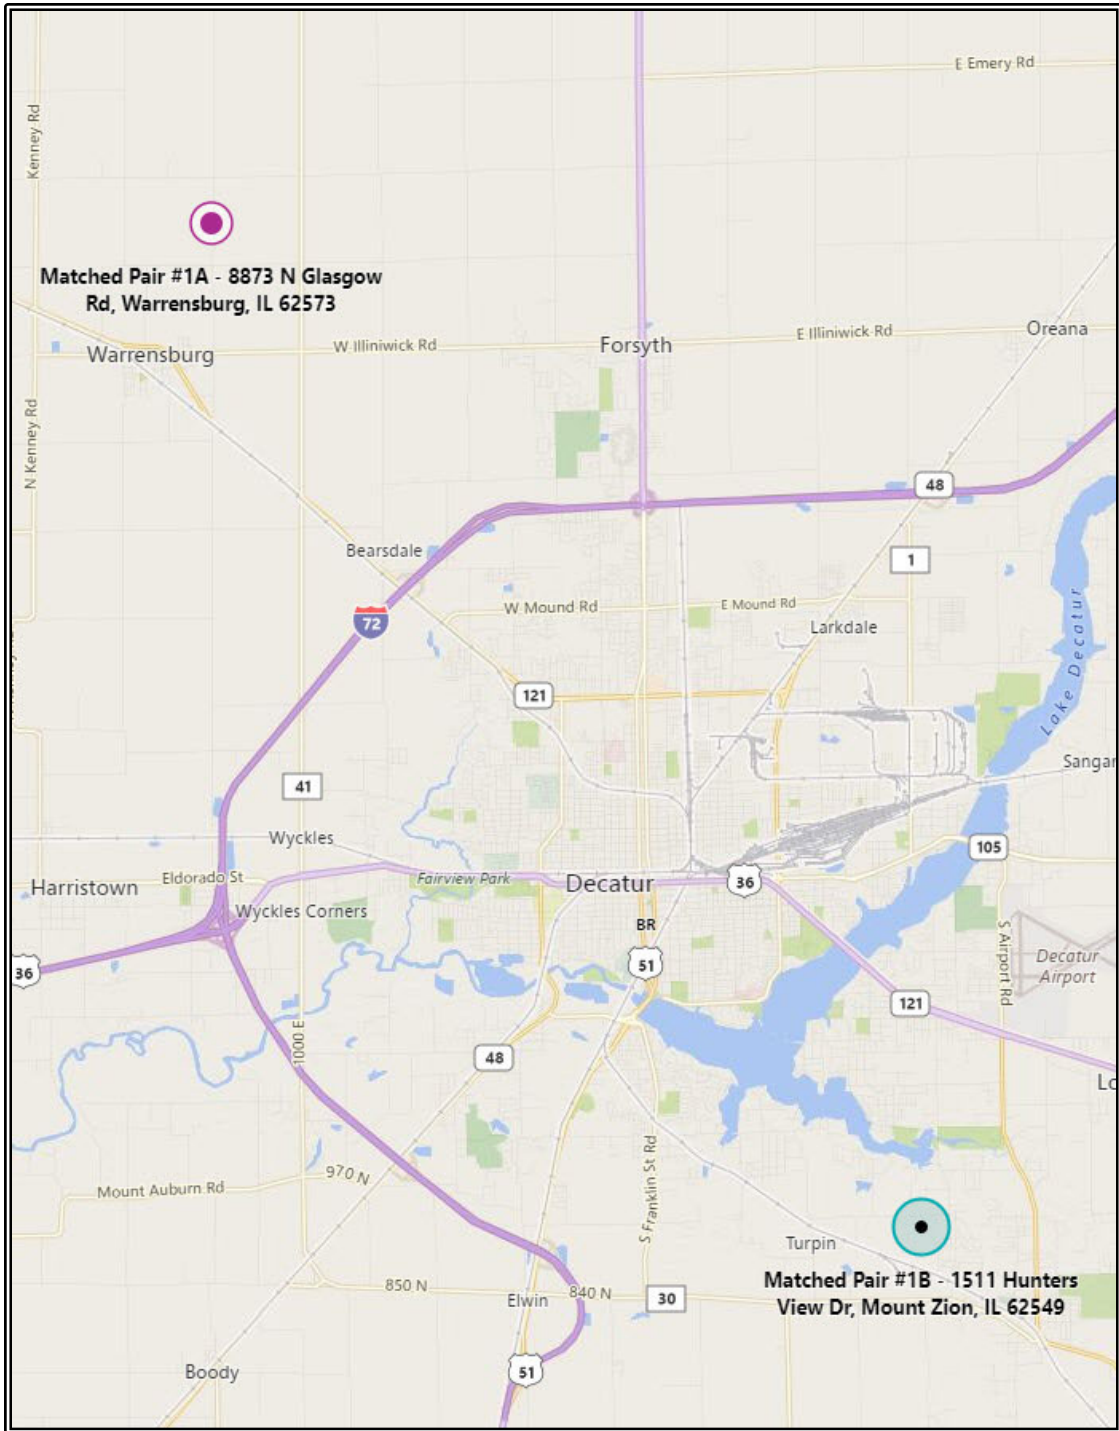 E Emery Rd
Kenney Rd
Matched Pair #1A - 8873 N Glasgow
Rd, Warrensburg, IL 62573
E Illiniwick Rd
Oreana
W Illiniwick Rd
Forsyth
Warrensburg
N Kenney Rd
48
Bearsdale
1
W Mound Rd
E Mound Rd
72
Larkdale
Lake Decatur
121
Sangar
41
Wyckles
105
Harristown
Eldorado St
Fairview Park
Decatur
36
Wyckles Corners
BR
51
36
S Airport Rd
Decatur
Airport
121
1000 E
48
Lo
S Franklin St Rd
970 N
Mount Auburn Rd
Turpin
Matched Pair #1B - 1511 Hunters
View Dr, Mount Zion, IL 62549
850 N
840 N
Elwin
30
Boody
51